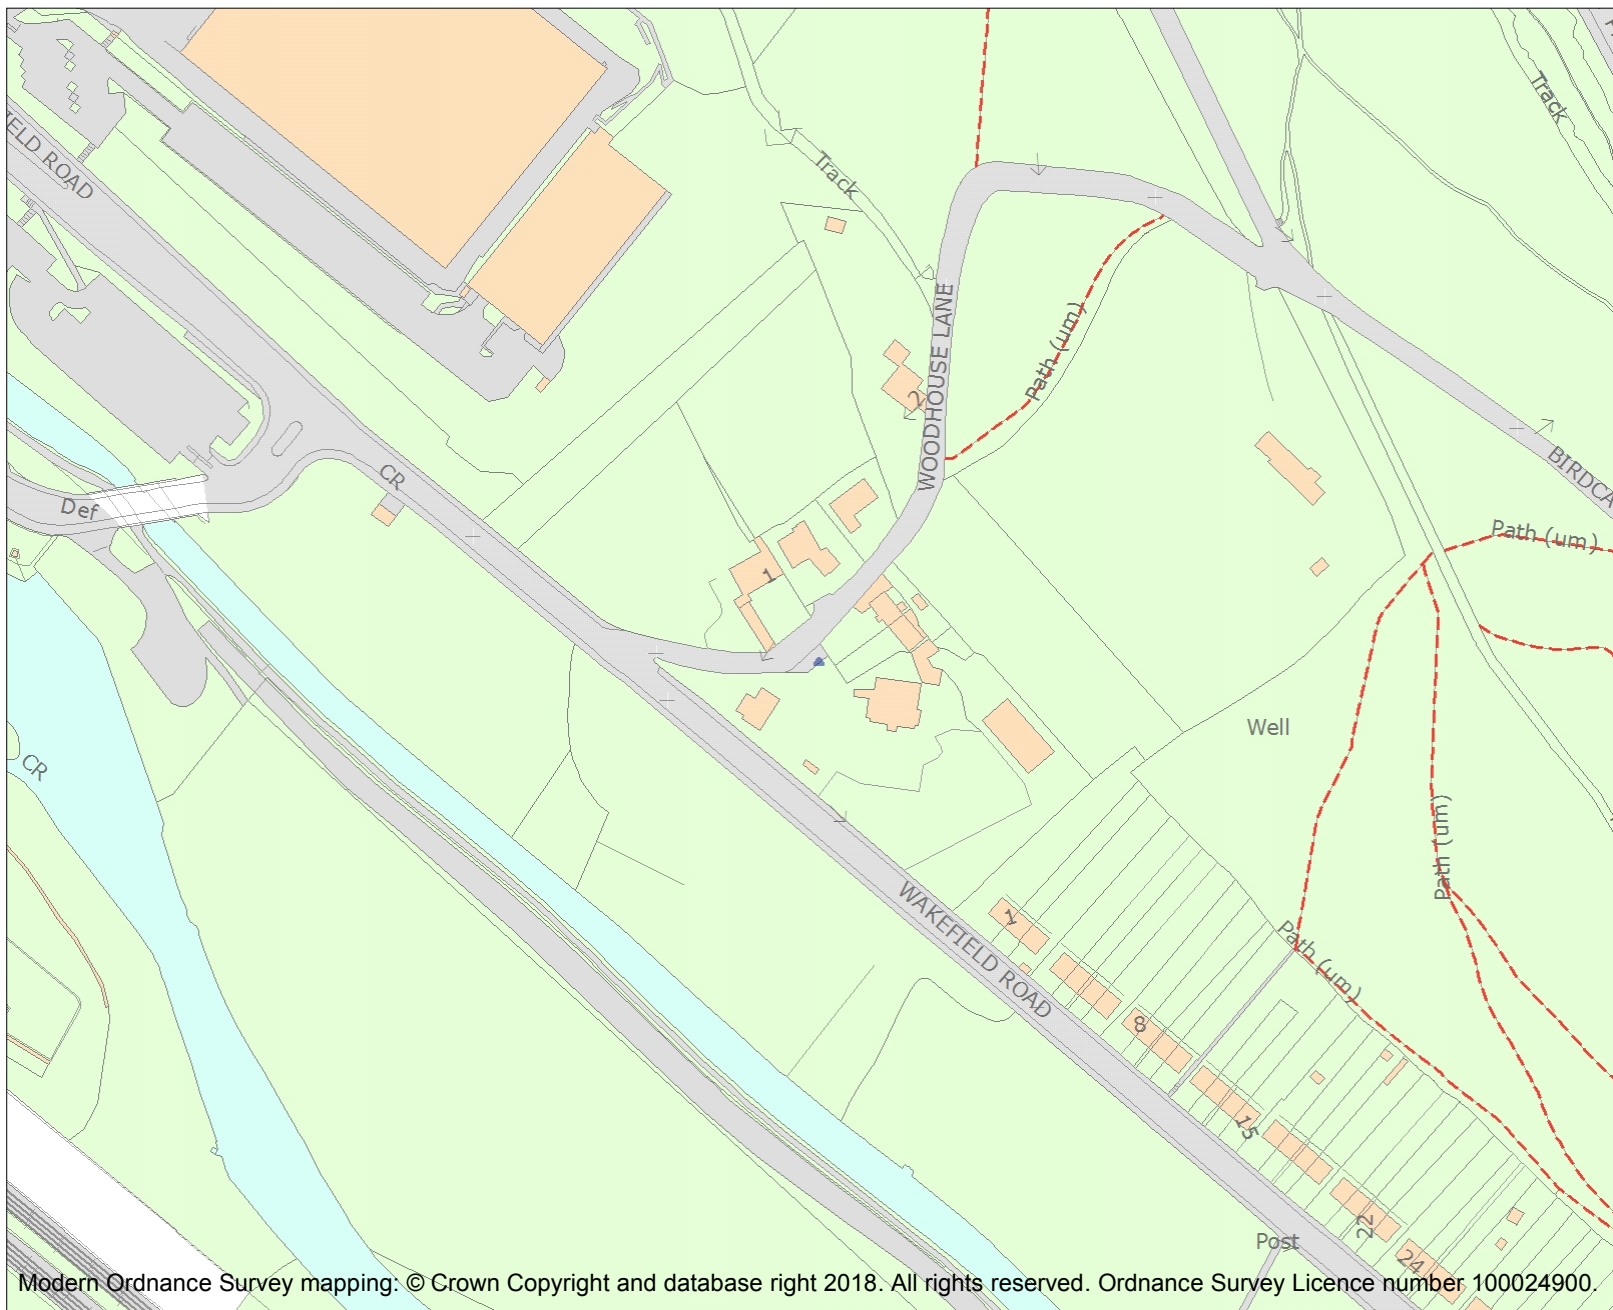 Track
IELD ROAD
Track
WOODHOUSE LANE
Path (um)
2
BIRDCA
CR
Def
Path (um)
1
Well
CR
Path (um)
WAKEFIELD ROAD
Path (um)
8
15
22
Post
24
Modern Ordnance Survey mapping: © Crown Copyright and database right 2018. All rights reserved. Ordnance Survey Licence number 100024900.